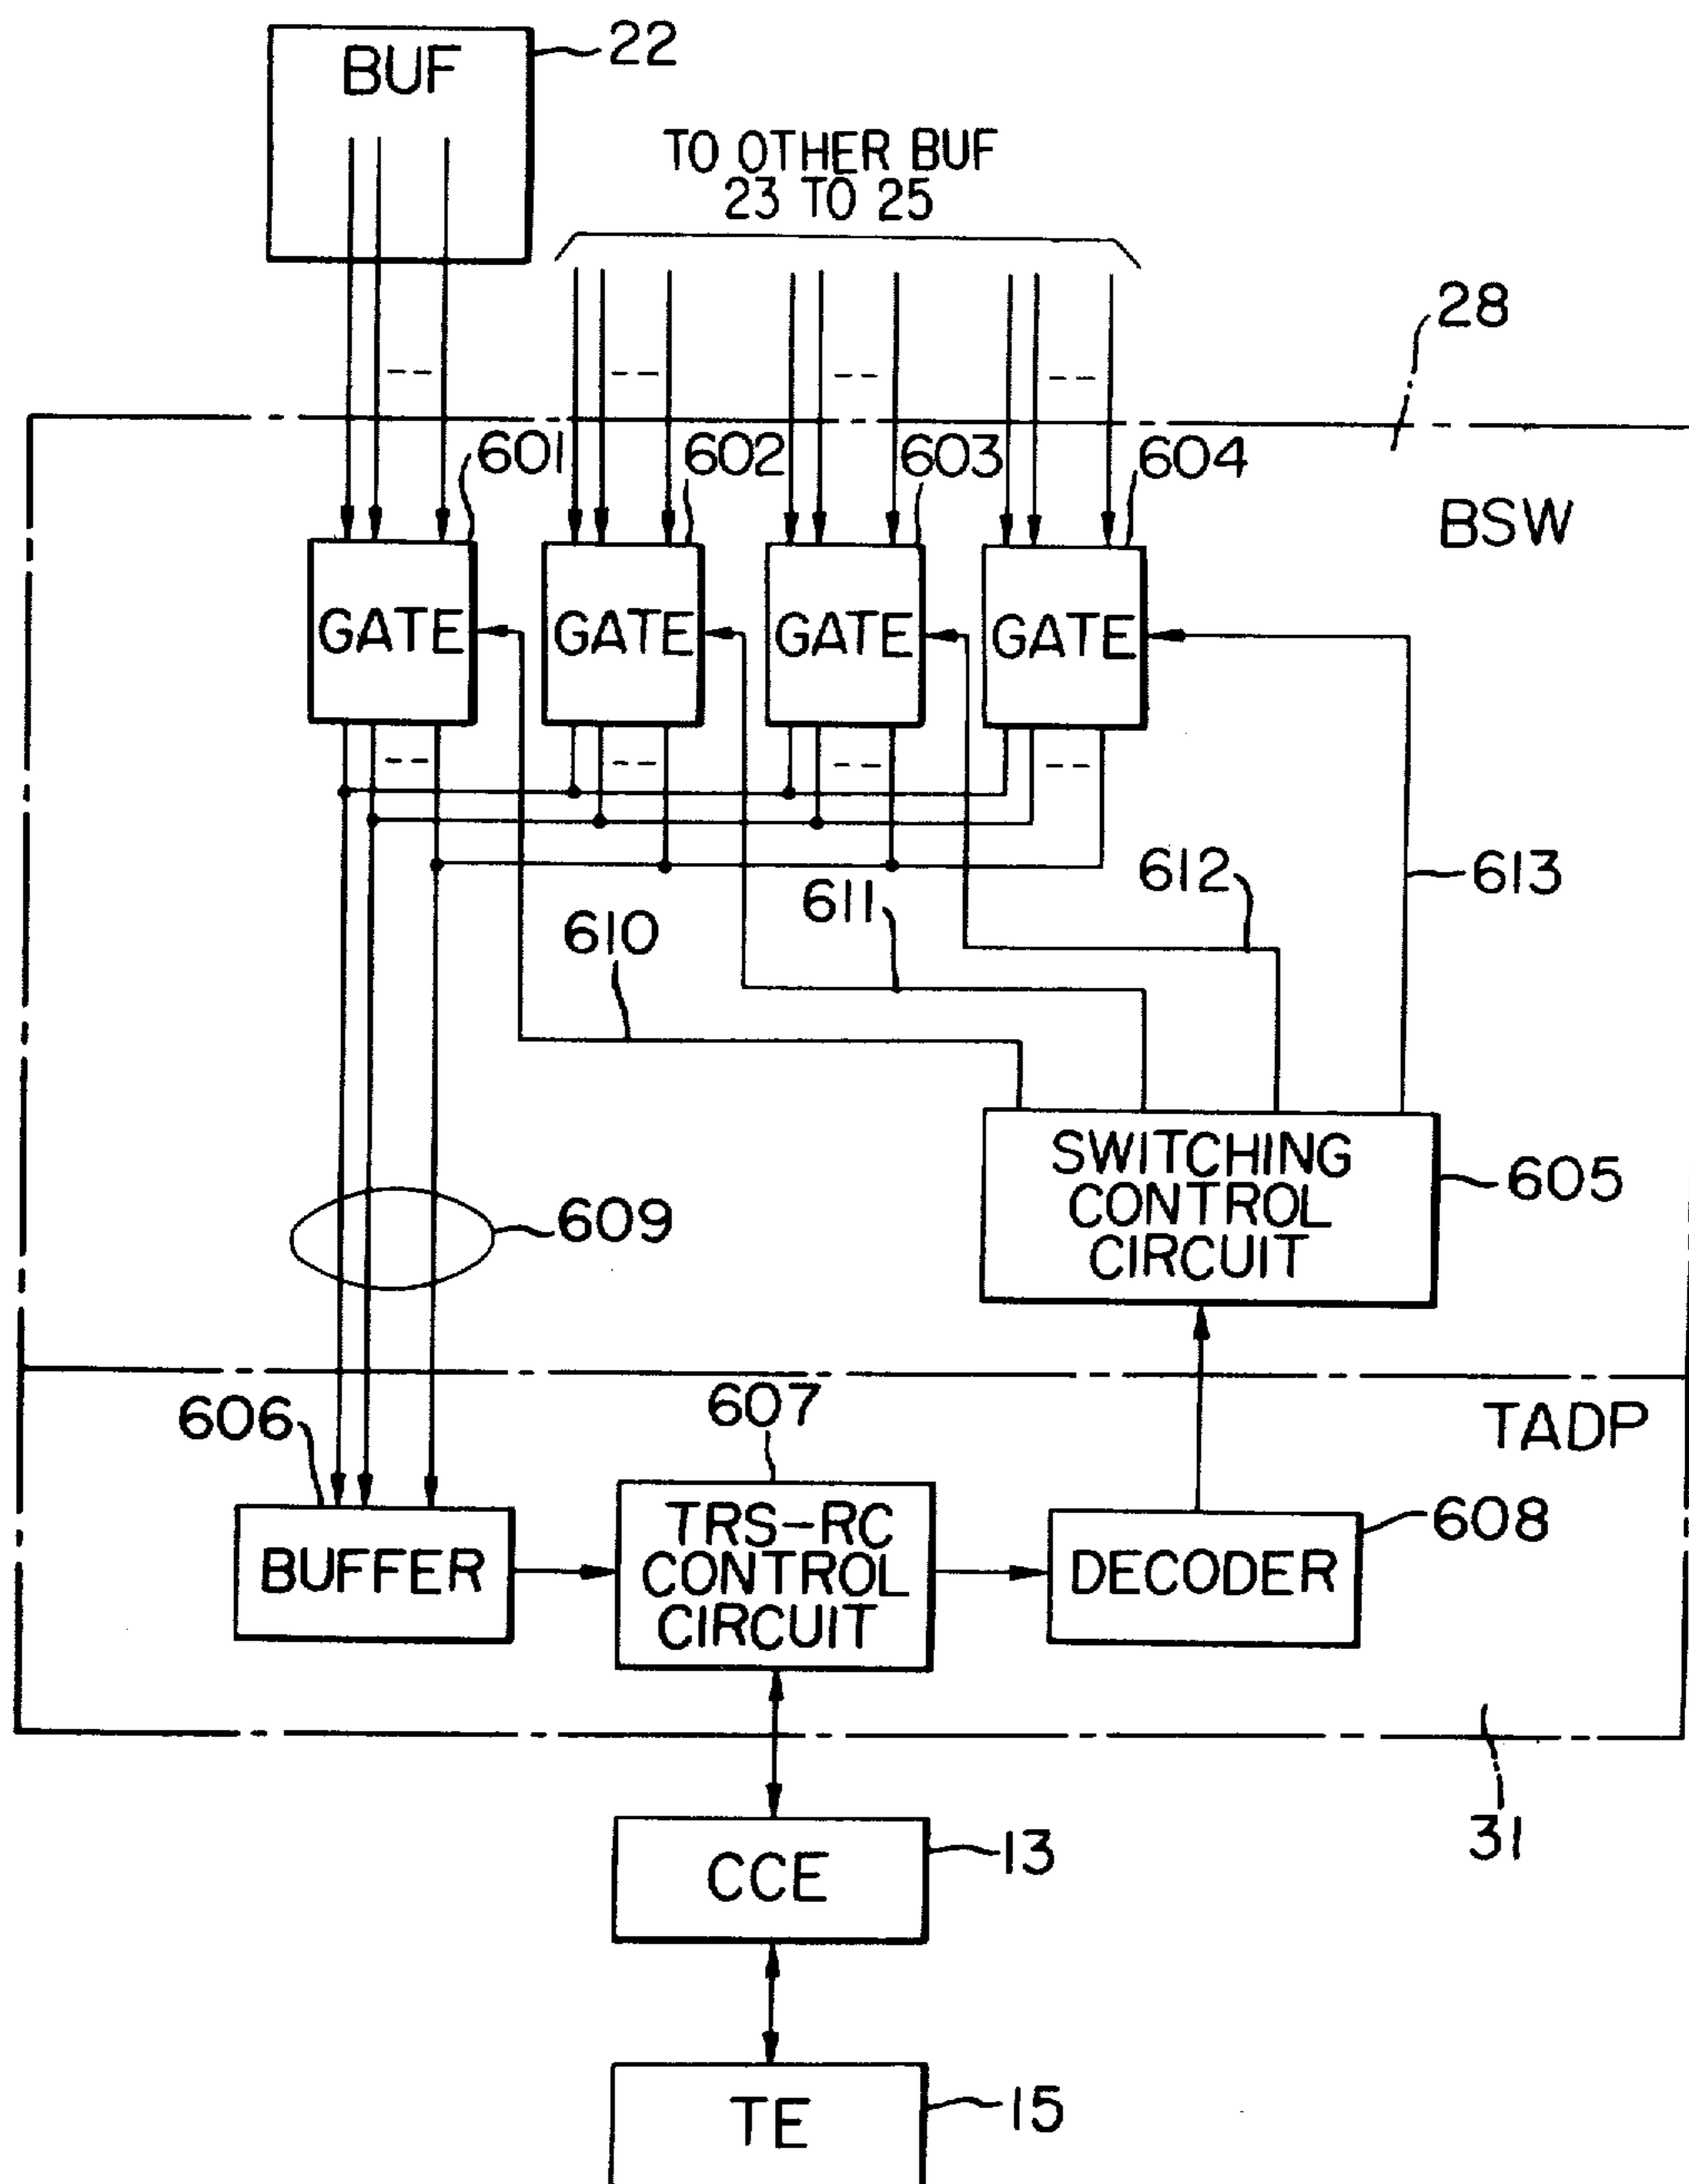 BUF
22
TO OTHER BUF
23 TO 25
28
601
602
603
604
BSW
GATE
GATE
GATE
GATE
612
613
611
610
SWITCHING
CONTROL
CIRCUIT
605
609
607
TADP
606
608
BUFFER
TRS-RC
CONTROL
CIRCUIT
DECODER
31
CCE
13
TE
15